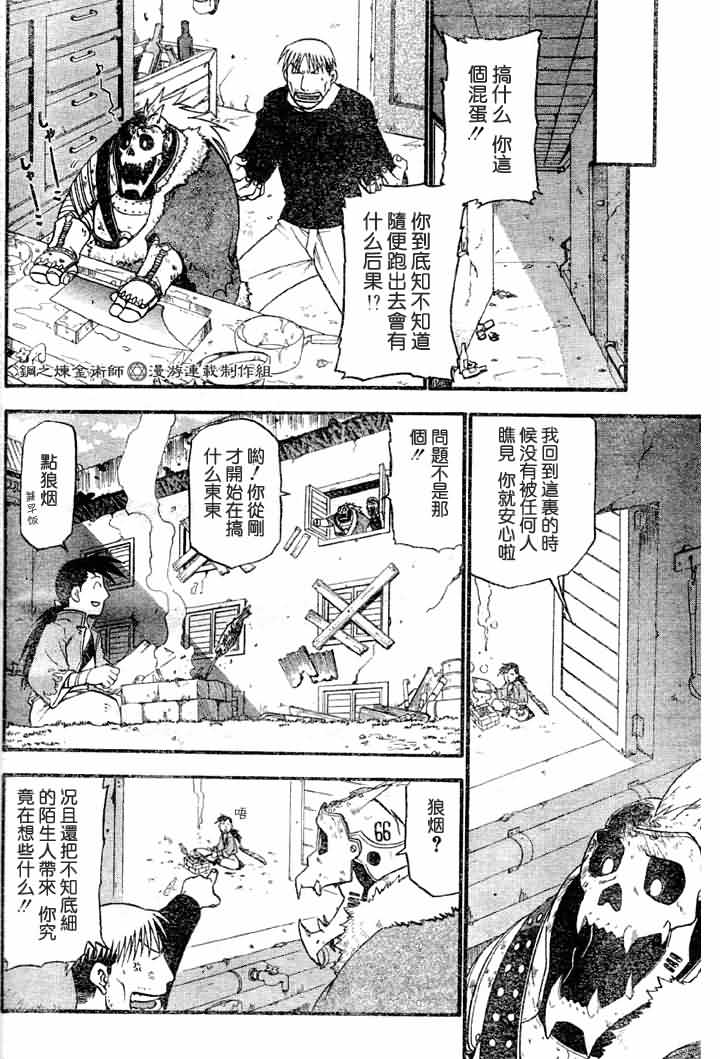 搞什么 你這
個混蛋!!
你到底知不知道
隨便跑出去會有
什么后果!?
しゃー
しゃー
鋼之煉金術師
漫游連載制作組
我回到這裏的時
候没有被任何人
瞧見 你就安心啦
問題不是那
個!!
喲!你從剛
才開始在搞
什么東東
點狼烟
66
狼烟?
唔
66
况且還把不知底細
的陌生人帶來 你究
竟在想些什么!!